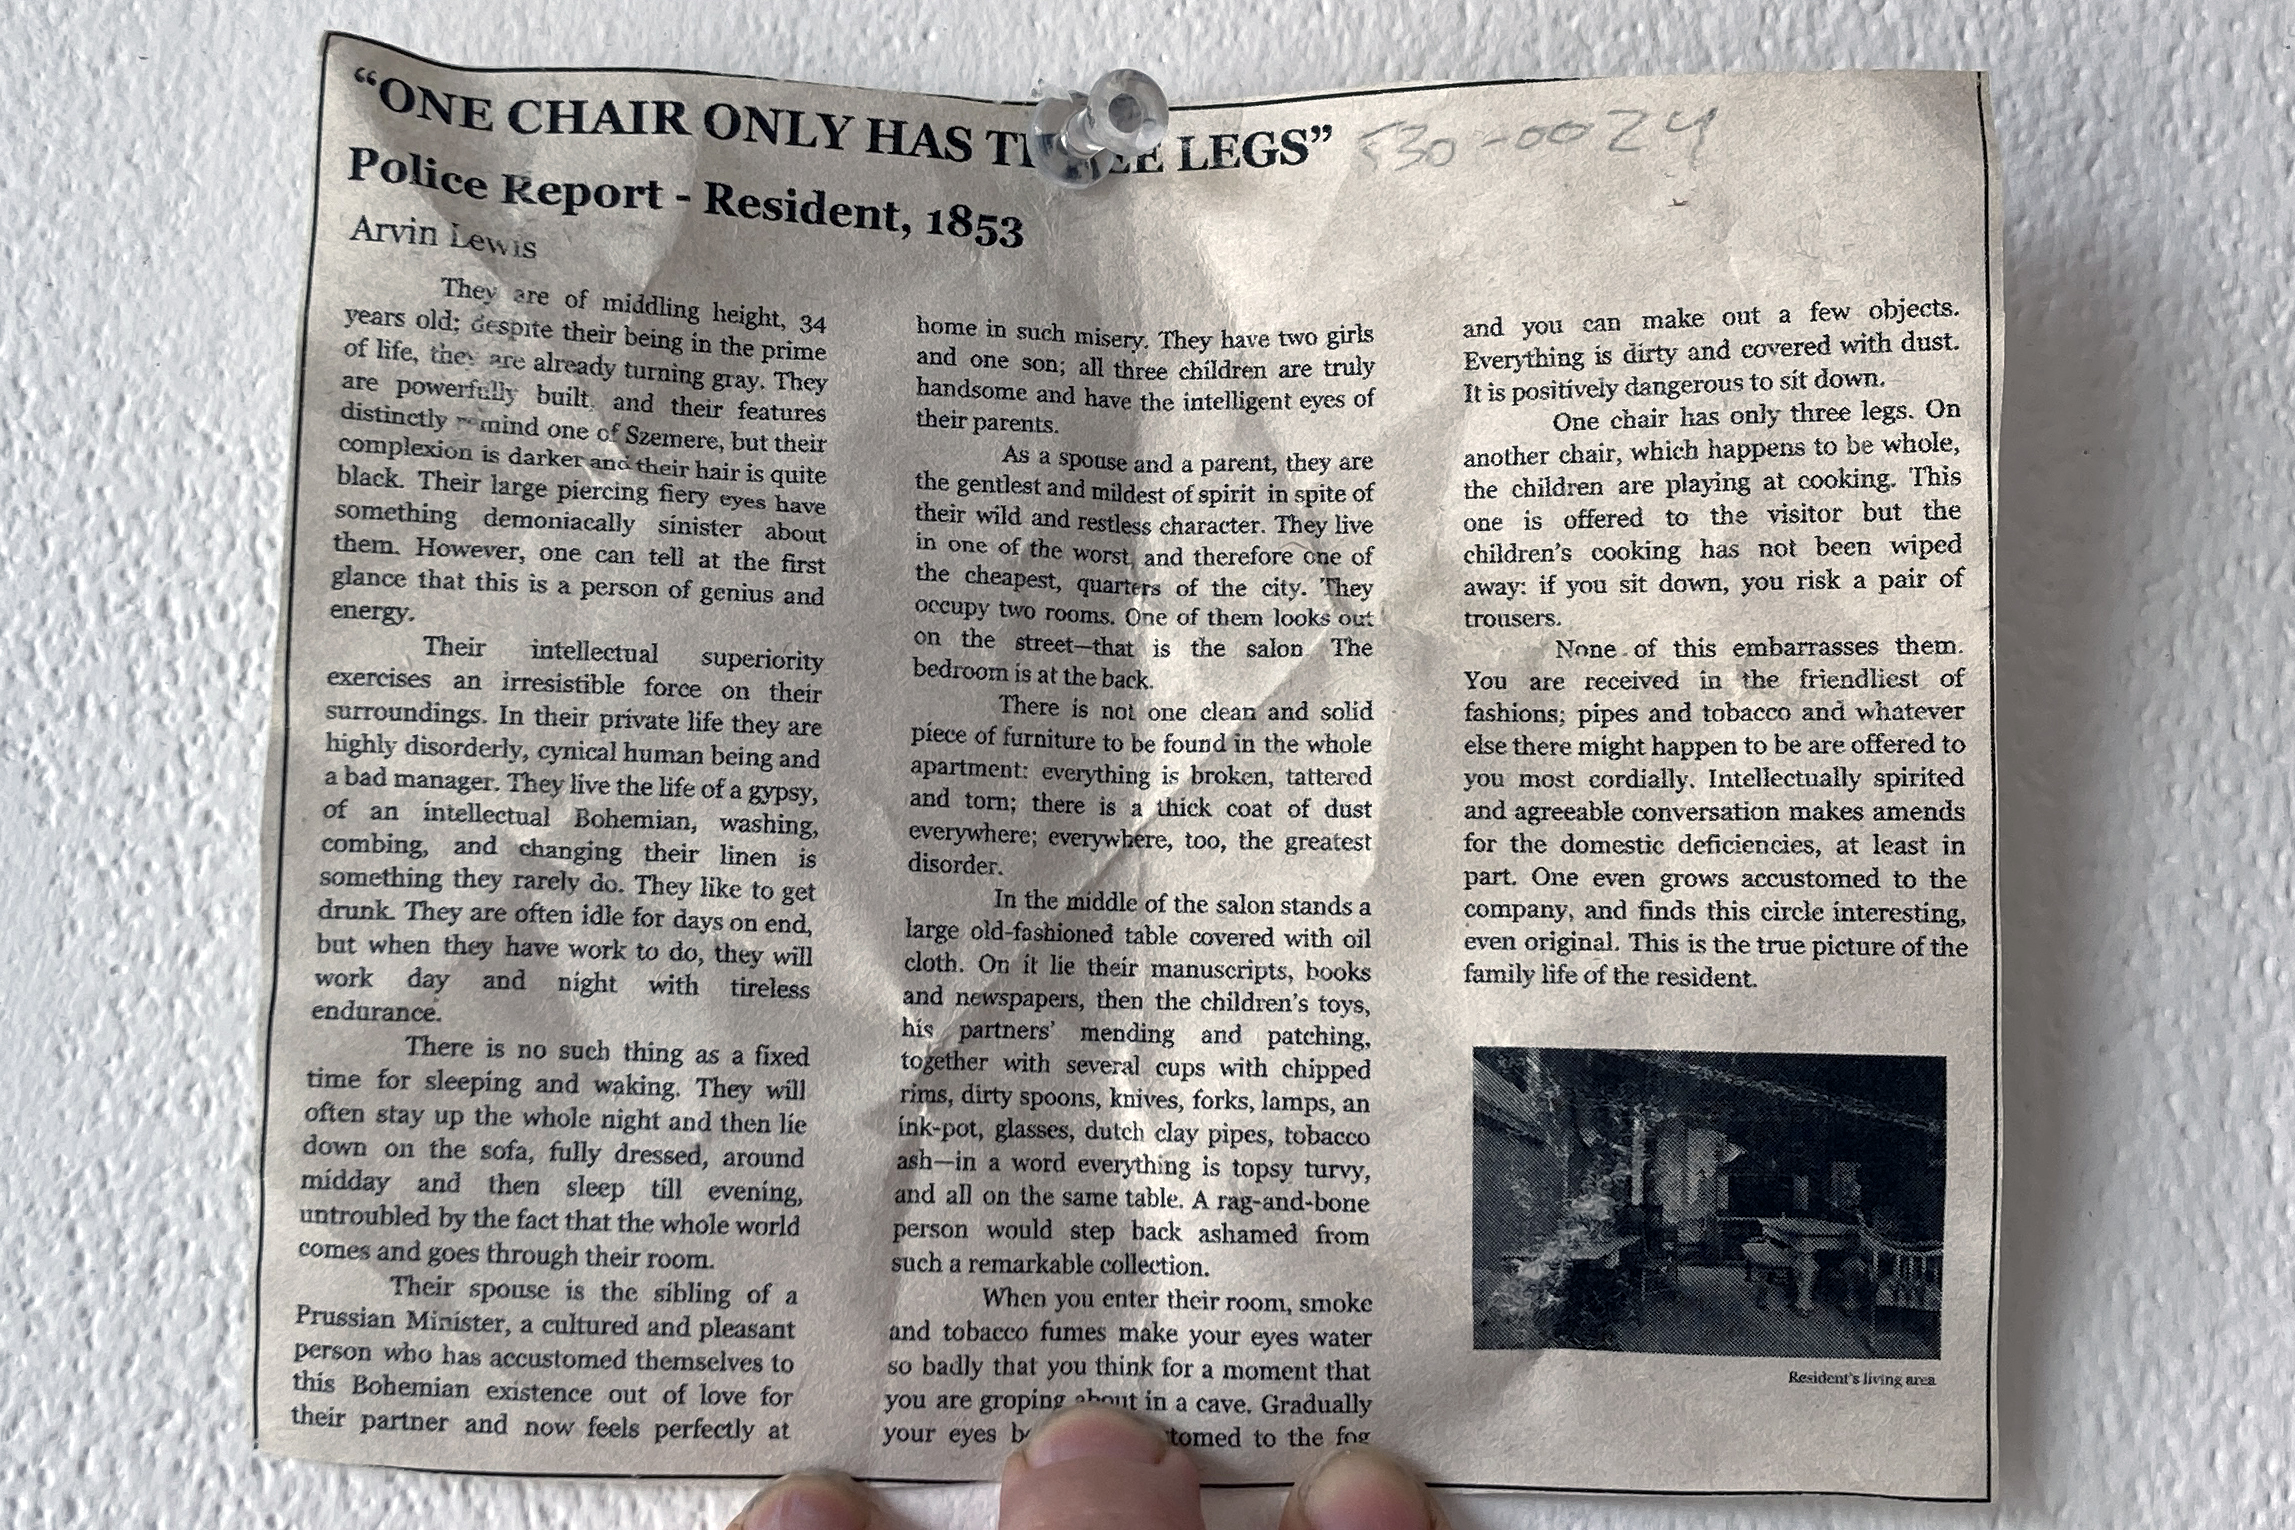 “ONE CHAIR ONLY HAS THREE LEGS”
530-0024
Police Report - Resident, 1853
Arvin Lewis
They are of middling height, 34
years old; despite their being in the prime
of life, they are already turning gray. They
are powerfully built, and their features
distinctly remind one of Szemere, but their
complexion is darker and their hair is quite
black. Their large piercing fiery eyes have
something demoniacally sinister about
them. However, one can tell at the first
glance that this is a person of genius and
energy.
Their intellectual superiority
exercises an irresistible force on their
surroundings. In their private life they are
highly disorderly, cynical human being and
a bad manager. They live the life of a gypsy,
of an intellectual Bohemian, washing,
combing, and changing their linen is
something they rarely do. They like to get
drunk. They are often idle for days on end,
but when they have work to do, they will
work day and night with tireless
endurance.
There is no such thing as a fixed
time for sleeping and waking. They will
often stay up the whole night and then lie
down on the sofa, fully dressed, around
midday and then sleep till evening,
untroubled by the fact that the whole world
comes and goes through their room.
Their spouse is the sibling of a
Prussian Minister, a cultured and pleasant
person who has accustomed themselves to
this Bohemian existence out of love for
their partner and now feels perfectly at
home in such misery. They have two girls
and one son; all three children are truly
handsome and have the intelligent eyes of
their parents.
As a spouse and a parent, they are
the gentlest and mildest of spirit in spite of
their wild and restless character. They live
in one of the worst, and therefore one of
the cheapest, quarters of the city. They
occupy two rooms. One of them looks out
on the street—that is the salon. The
bedroom is at the back.
There is not one clean and solid
piece of furniture to be found in the whole
apartment: everything is broken, tattered
and torn; there is a thick coat of dust
everywhere; everywhere, too, the greatest
disorder.
In the middle of the salon stands a
large old-fashioned table covered with oil
cloth. On it lie their manuscripts, books
and newspapers, then the children’s toys,
his partners’ mending and patching,
together with several cups with chipped
rims, dirty spoons, knives, forks, lamps, an
ink-pot, glasses, dutch clay pipes, tobacco
ash—in a word everything is topsy turvy,
and all on the same table. A rag-and-bone
person would step back ashamed from
such a remarkable collection.
When you enter their room, smoke
and tobacco fumes make your eyes water
so badly that you think for a moment that
you are groping about in a cave. Gradually
your eyes to the fog
and you can make out a few objects.
Everything is dirty and covered with dust.
It is positively dangerous to sit down.
One chair has only three legs. On
another chair, which happens to be whole,
the children are playing at cooking. This
one is offered to the visitor but the
children’s cooking has not been wiped
away: if you sit down, you risk a pair of
trousers.
None of this embarrasses them.
You are received in the friendliest of
fashions; pipes and tobacco and whatever
else there might happen to be are offered to
you most cordially. Intellectually spirited
and agreeable conversation makes amends
for the domestic deficiencies, at least in
part. One even grows accustomed to the
company, and finds this circle interesting,
even original. This is the true picture of the
family life of the resident.
Resident’s living area